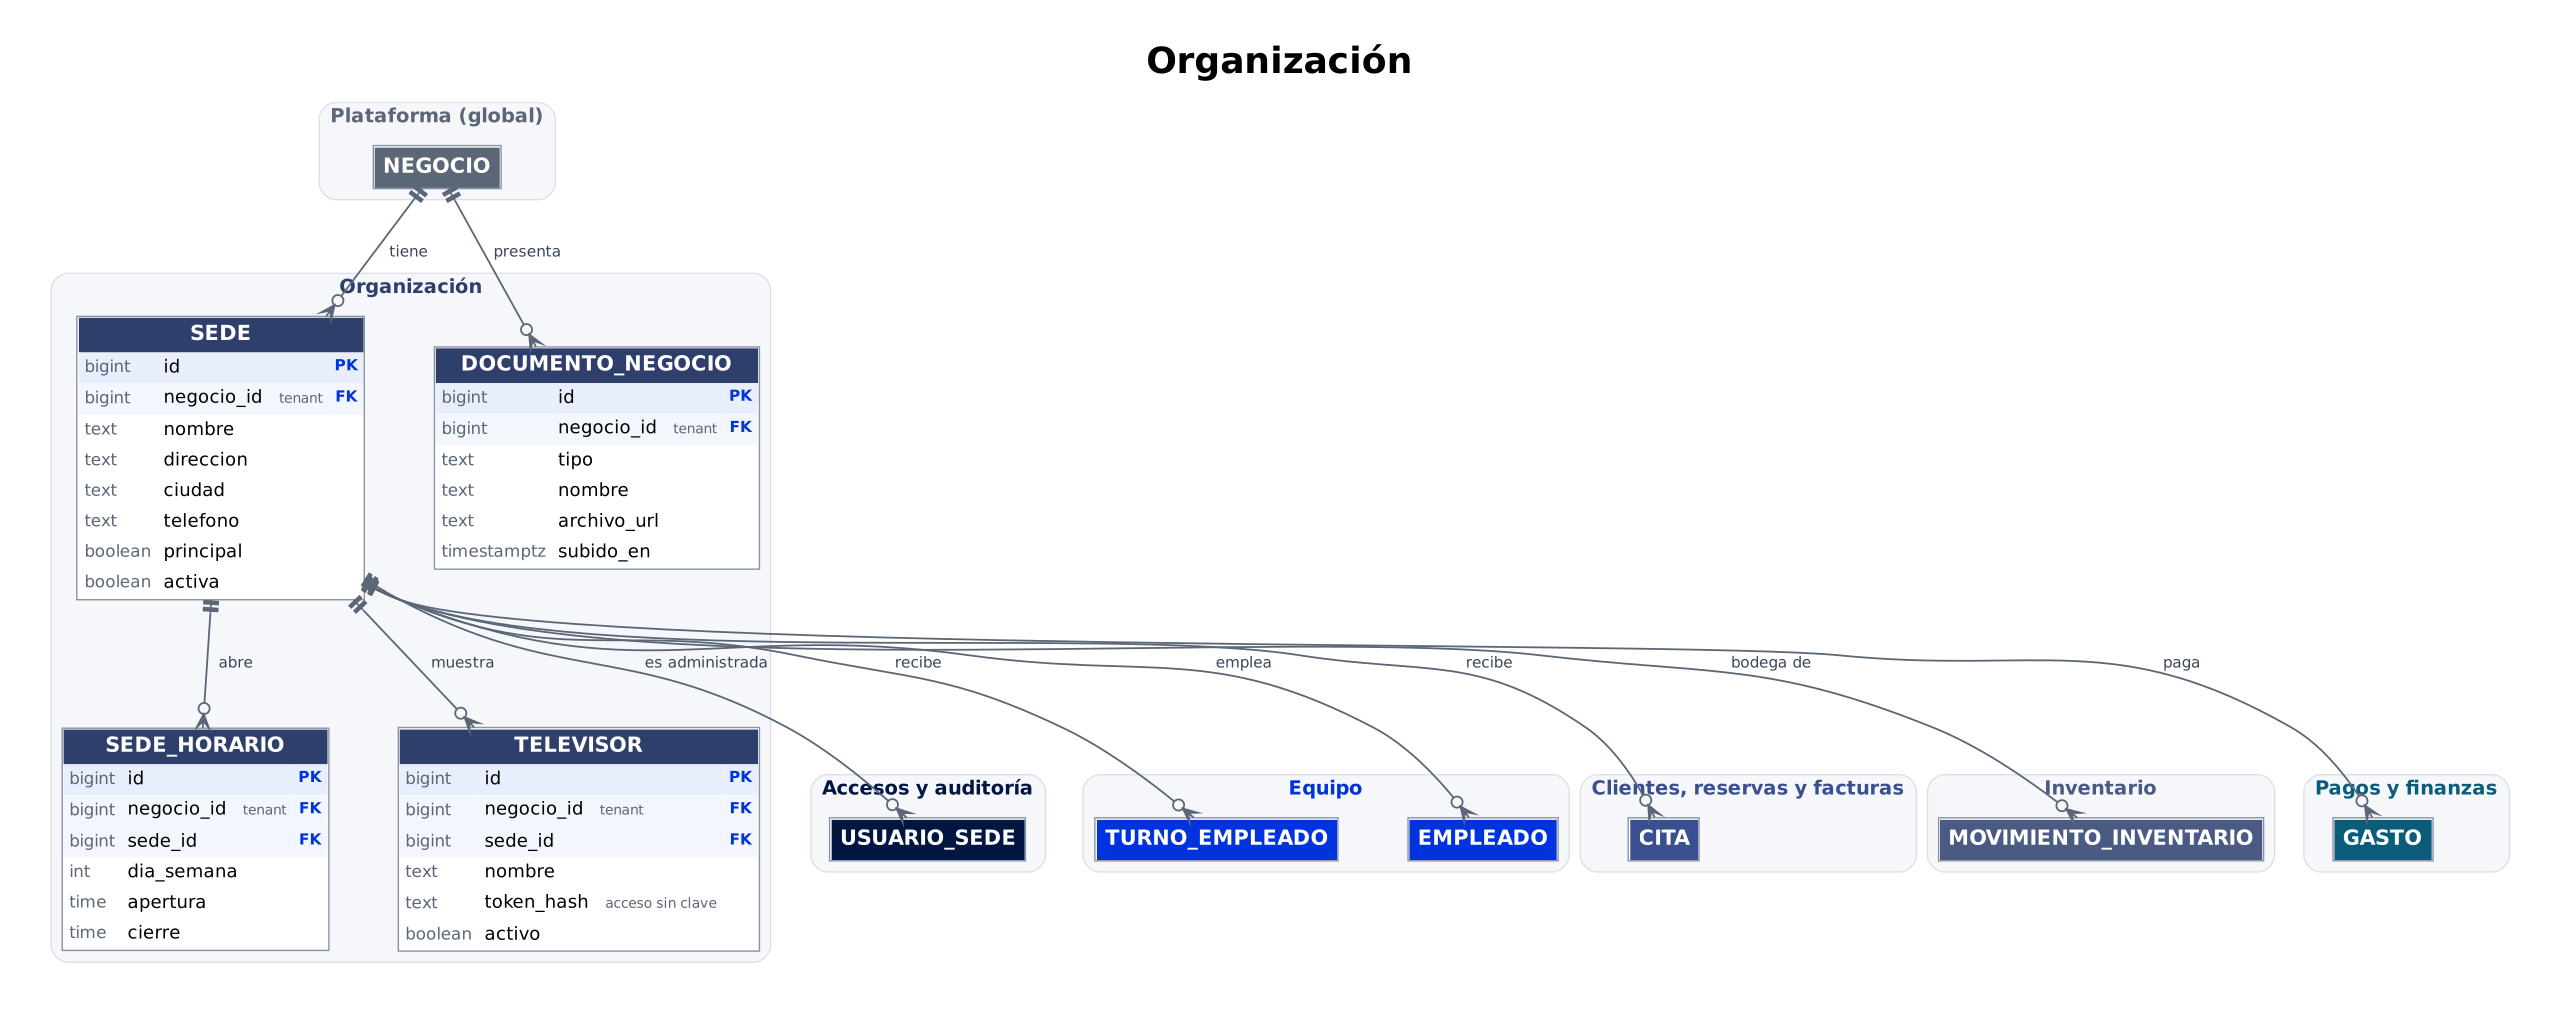 Organización
Plataforma (global)
NEGOCIO
tiene
presenta
Organización
SEDE
bigint id PK
bigint negocio_id tenant FK
text nombre
text direccion
text ciudad
text telefono
boolean principal
boolean activa
DOCUMENTO_NEGOCIO
bigint id PK
bigint negocio_id tenant FK
text tipo
text nombre
text archivo_url
timestamptz subido_en
abre
muestra
es administrada
recibe
emplea
recibe
bodega de
paga
SEDE_HORARIO
bigint id PK
bigint negocio_id tenant FK
bigint sede_id FK
int dia_semana
time apertura
time cierre
TELEVISOR
bigint id PK
bigint negocio_id tenant FK
bigint sede_id FK
text nombre
text token_hash acceso sin clave
boolean activo
Accesos y auditoría
USUARIO_SEDE
Equipo
TURNO_EMPLEADO
EMPLEADO
Clientes, reservas y facturas
CITA
Inventario
MOVIMIENTO_INVENTARIO
Pagos y finanzas
GASTO